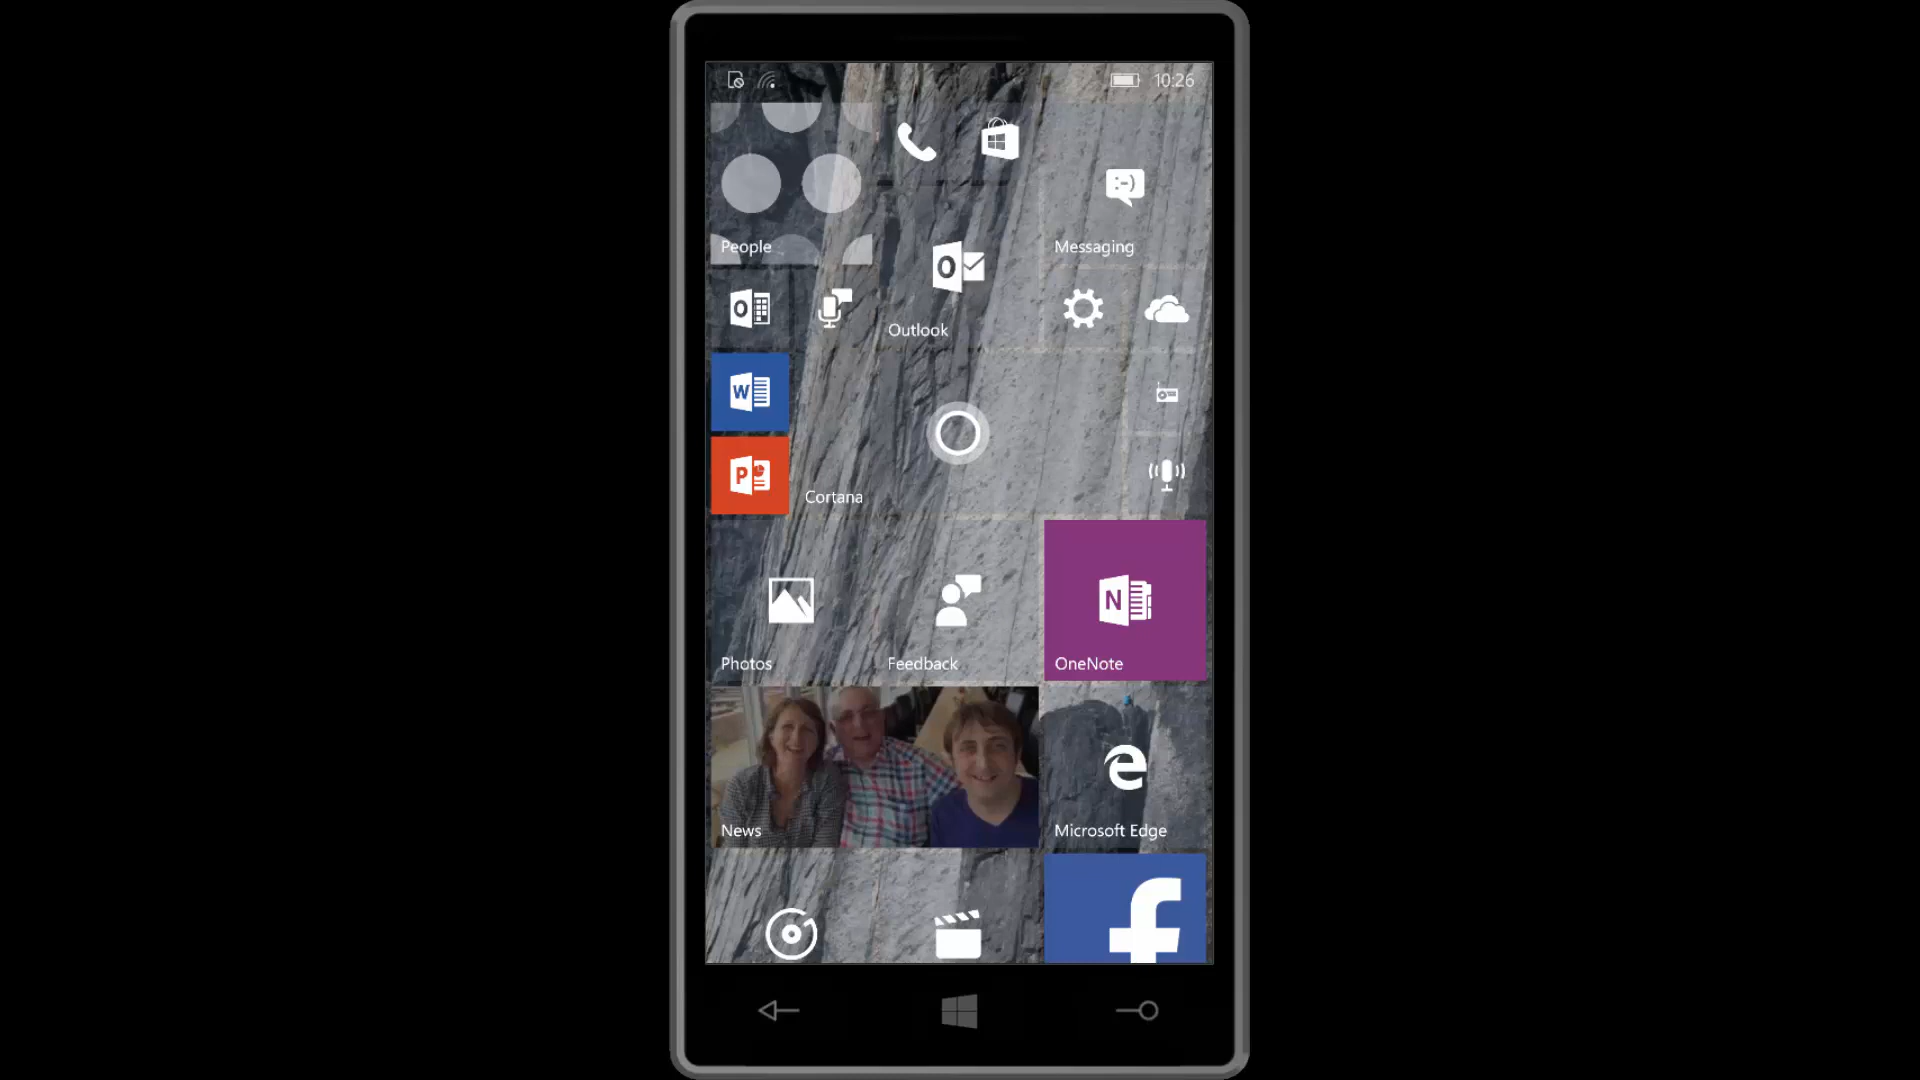 10:26
People
Messaging
O
O
Outlook
W
P
Cortana
Photos
Feedback
N
OneNote
News
Microsoft Edge
f